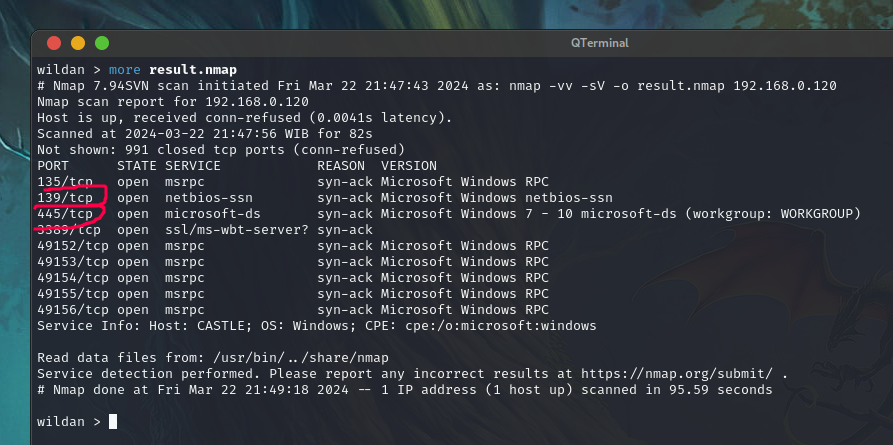 QTerminal
wildan > more result.nmap
# Nmap 7.94SVN scan initiated Fri Mar 22 21:47:43 2024 as: nmap -vv -sV -o result.nmap 192.168.0.120
Nmap scan report for 192.168.0.120
Host is up, received conn-refused (0.0041s latency).
Scanned at 2024-03-22 21:47:56 WIB for 82s
Not shown: 991 closed tcp ports (conn-refused)
PORT      STATE SERVICE            REASON  VERSION
135/tcp   open  msrpc              syn-ack Microsoft Windows RPC
139/tcp   open  netbios-ssn        syn-ack Microsoft Windows netbios-ssn
445/tcp   open  microsoft-ds       syn-ack Microsoft Windows 7 - 10 microsoft-ds (workgroup: WORKGROUP)
3389/tcp  open  ssl/ms-wbt-server? syn-ack
49152/tcp open  msrpc              syn-ack Microsoft Windows RPC
49153/tcp open  msrpc              syn-ack Microsoft Windows RPC
49154/tcp open  msrpc              syn-ack Microsoft Windows RPC
49155/tcp open  msrpc              syn-ack Microsoft Windows RPC
49156/tcp open  msrpc              syn-ack Microsoft Windows RPC
Service Info: Host: CASTLE; OS: Windows; CPE: cpe:/o:microsoft:windows
Read data files from: /usr/bin/../share/nmap
Service detection performed. Please report any incorrect results at https://nmap.org/submit/ .
# Nmap done at Fri Mar 22 21:49:18 2024 -- 1 IP address (1 host up) scanned in 95.59 seconds
wildan >